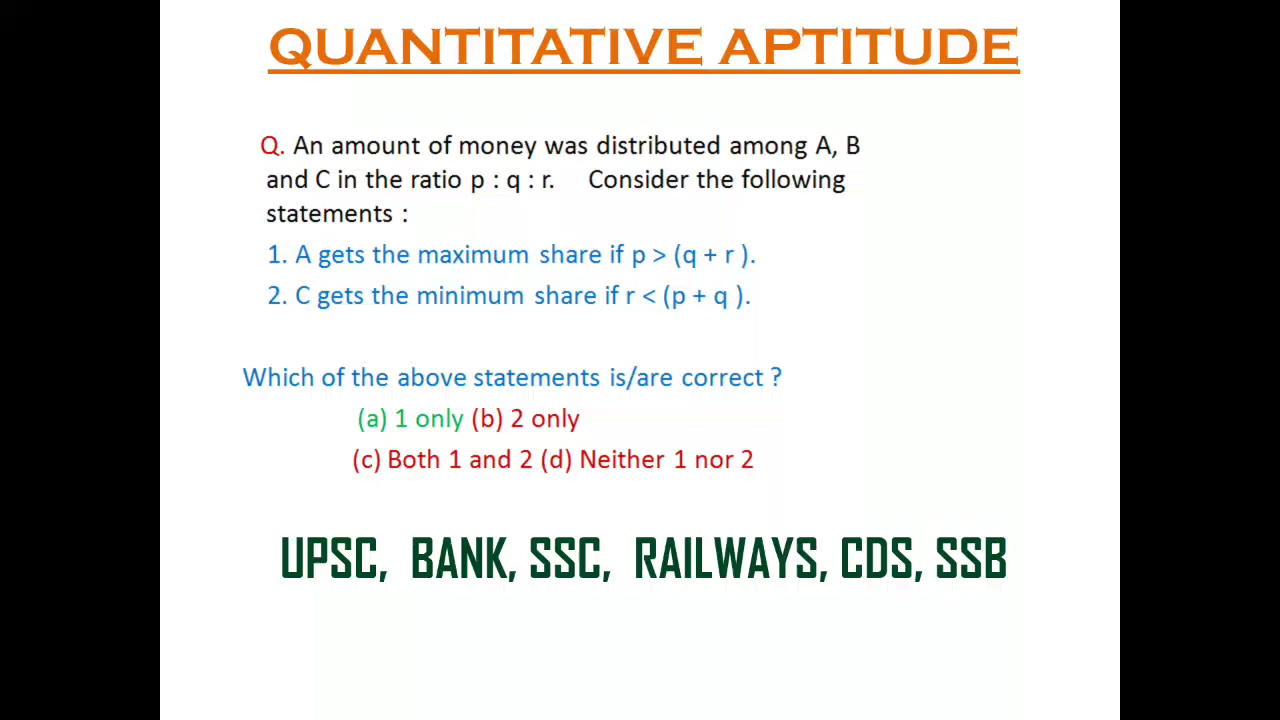 QUANTITATIVE APTITUDE
Q. An amount of money was distributed among A, B
and C in the ratio p : q : r. Consider the following
statements :
1. A gets the maximum share if p > (q + r ).
2. C gets the minimum share if r < (p + q ).
Which of the above statements is/are correct ?
(a) 1 only (b) 2 only
(c) Both 1 and 2 (d) Neither 1 nor 2
UPSC, BANK, SSC, RAILWAYS, CDS, SSB